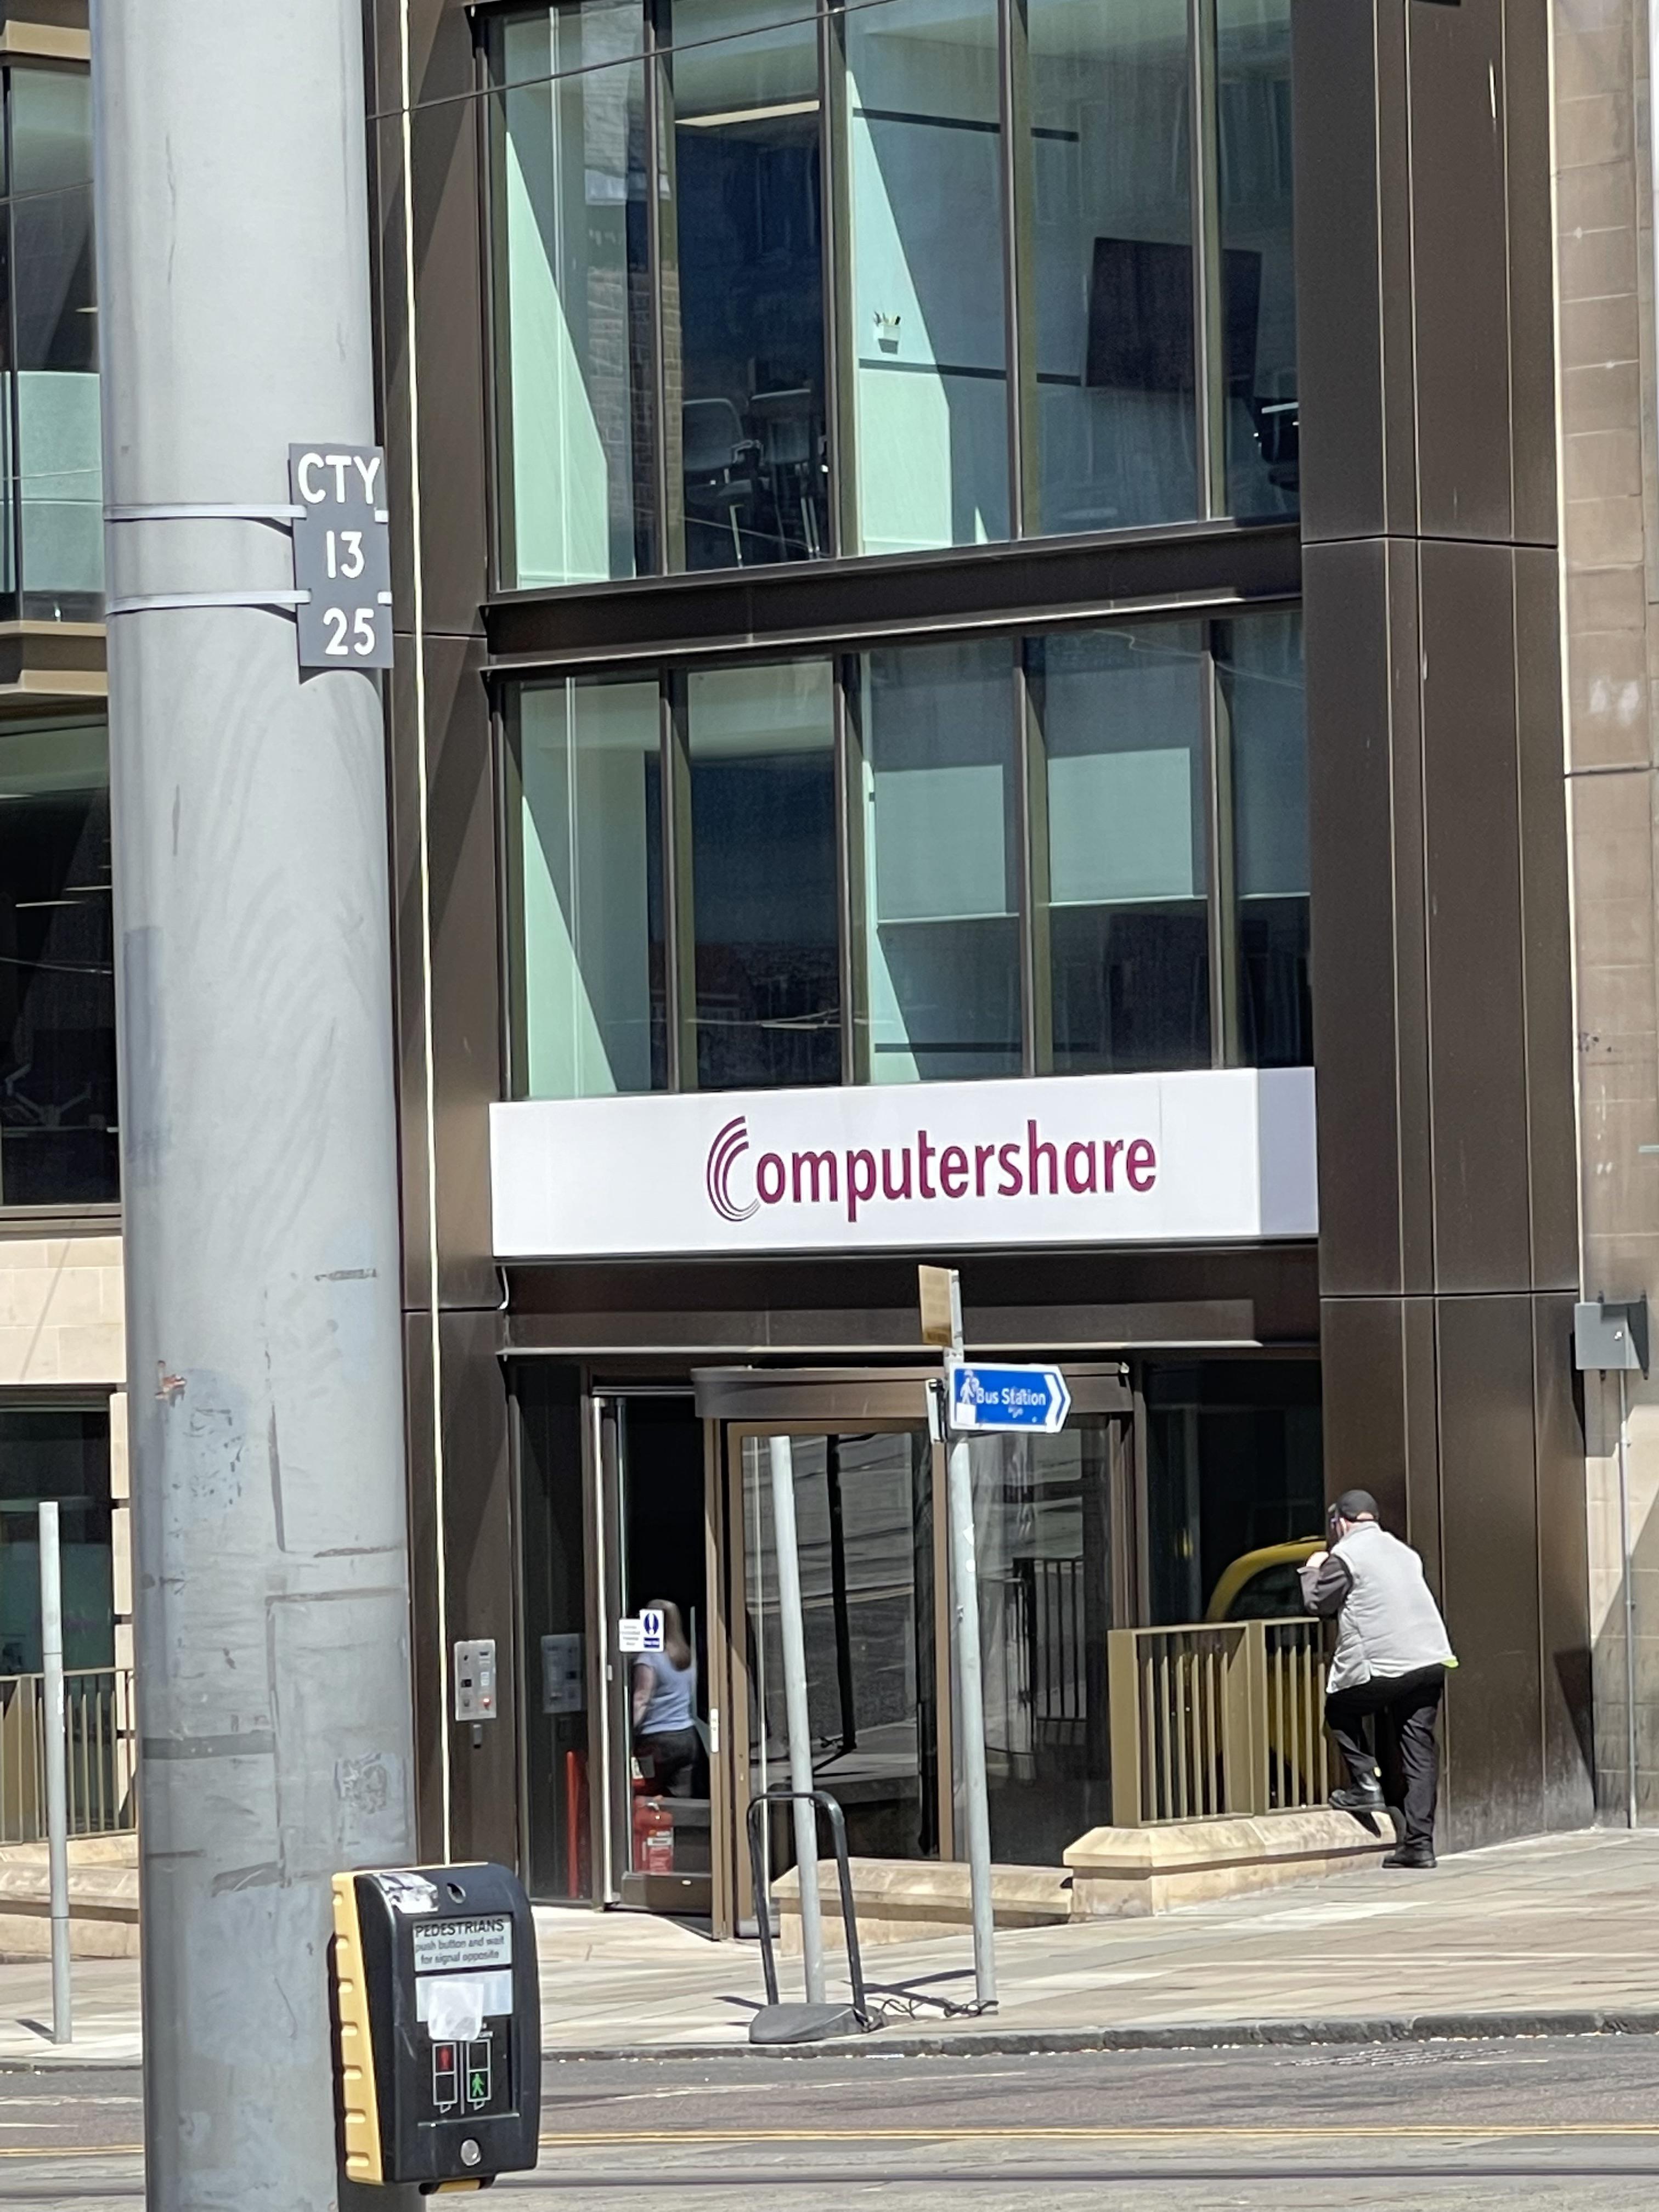 CTY
13
25
Computershare
Bus Station
PEDESTRIANS
push button and wait
for signal opposite